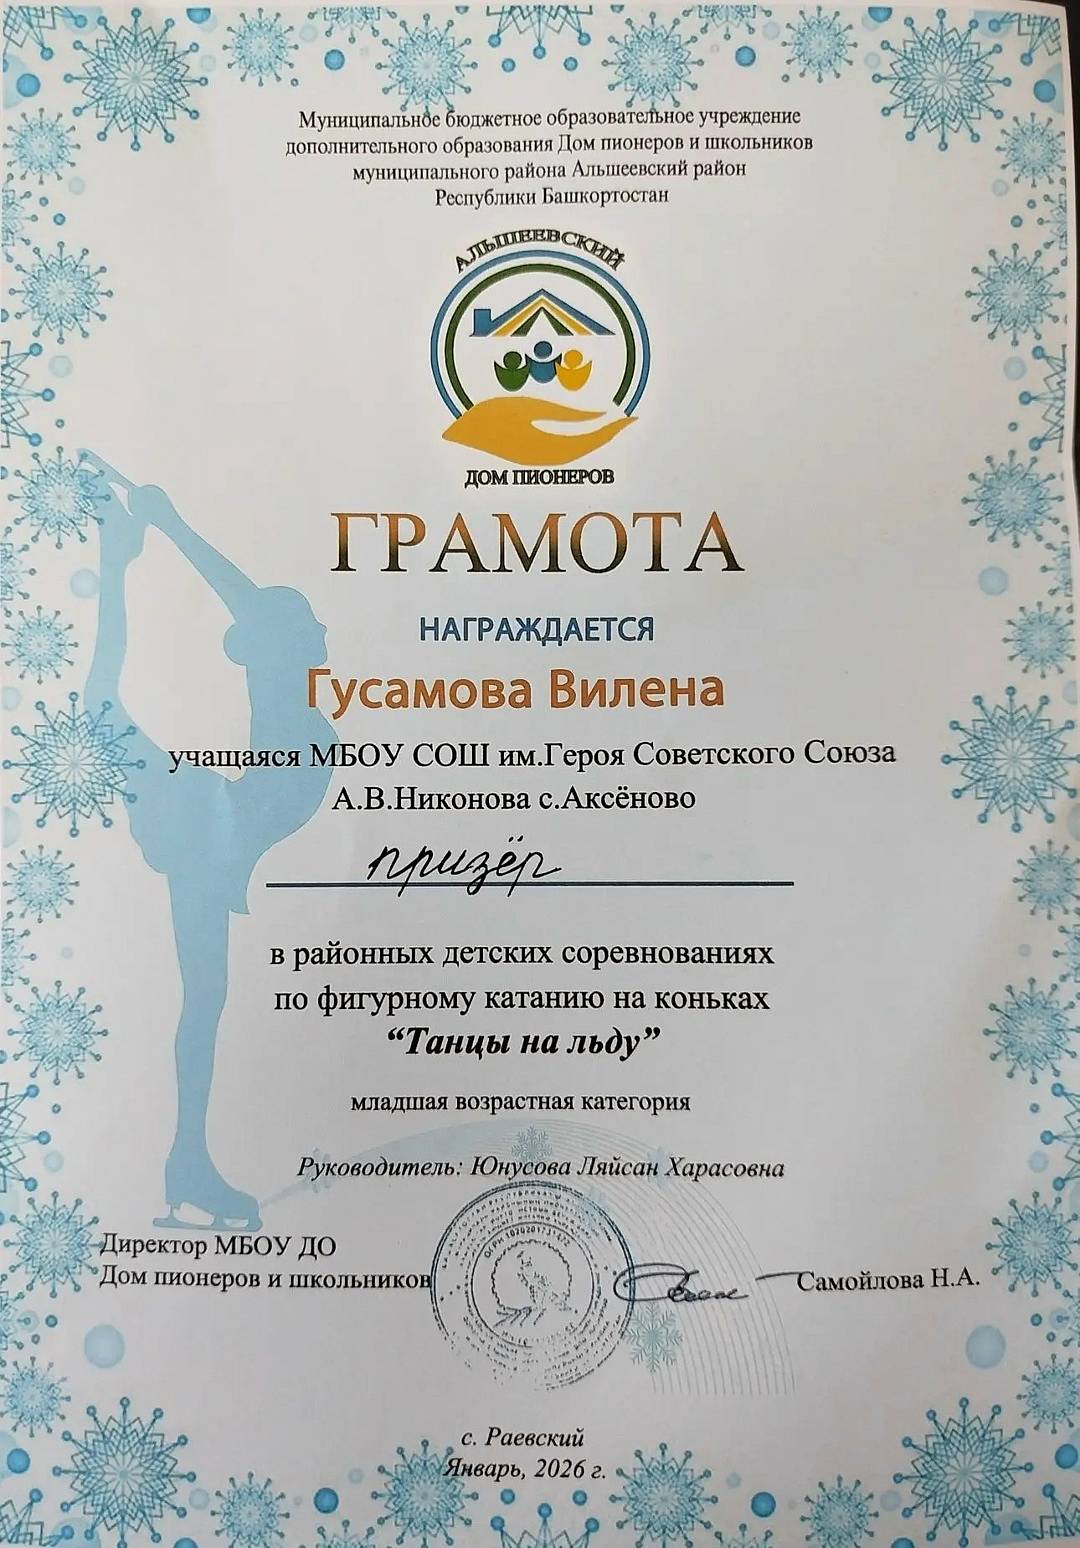 Муниципальное бюджетное образовательное учреждение
дополнительного образования Дом пионеров и школьников
муниципального района Альшеевский район
Республики Башкортостан
АЛЬШЕЕВСКИЙ
ДОМ ПИОНЕРОВ
ГРАМОТА
НАГРАЖДАЕТСЯ
Гусамова Вилена
учащаяся МБОУ СОШ им.Героя Советского Союза
А.В.Никонова с.Аксёново
призёр
в районных детских соревнованиях
по фигурному катанию на коньках
“Танцы на льду”
младшая возрастная категория
Руководитель: Юнусова Ляйсан Харасовна
Директор МБОУ ДО
Дом пионеров и школьников
Самойлова Н.А.
с. Раевский
Январь, 2026 г.